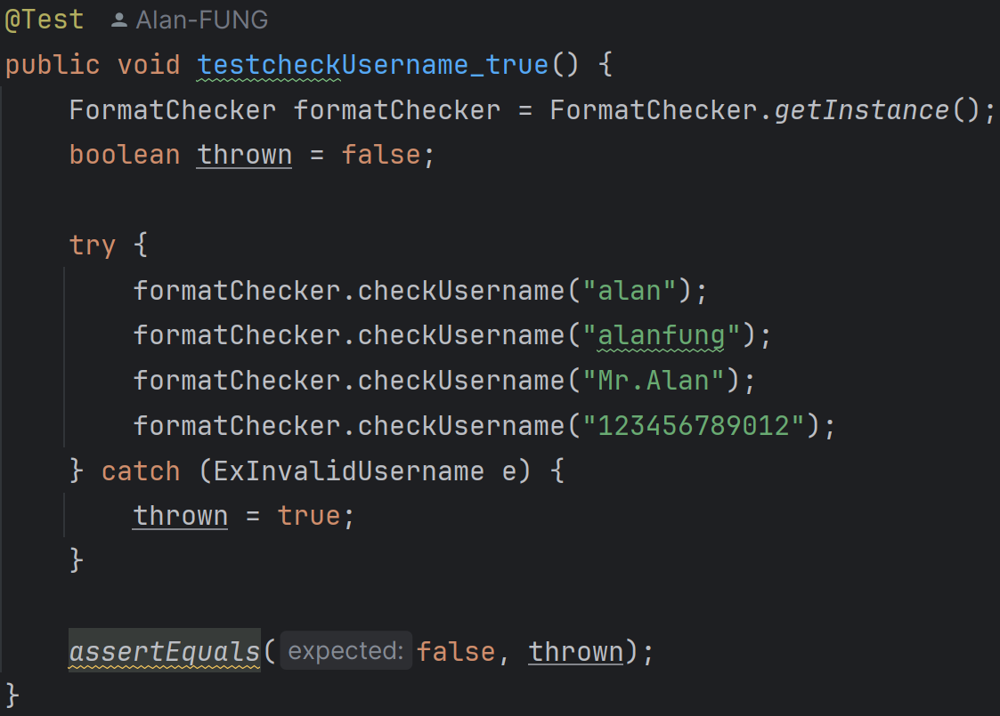 @Test Alan-FUNG
public void testcheckUsername_true() {
FormatChecker formatChecker = FormatChecker.getInstance();
boolean thrown = false;
try {
formatChecker.checkUsername("alan");
formatChecker.checkUsername("alanfung");
formatChecker.checkUsername("Mr.Alan");
formatChecker.checkUsername("123456789012");
} catch (ExInvalidUsername e) {
thrown = true;
}
assertEquals( expected: false, thrown);
}